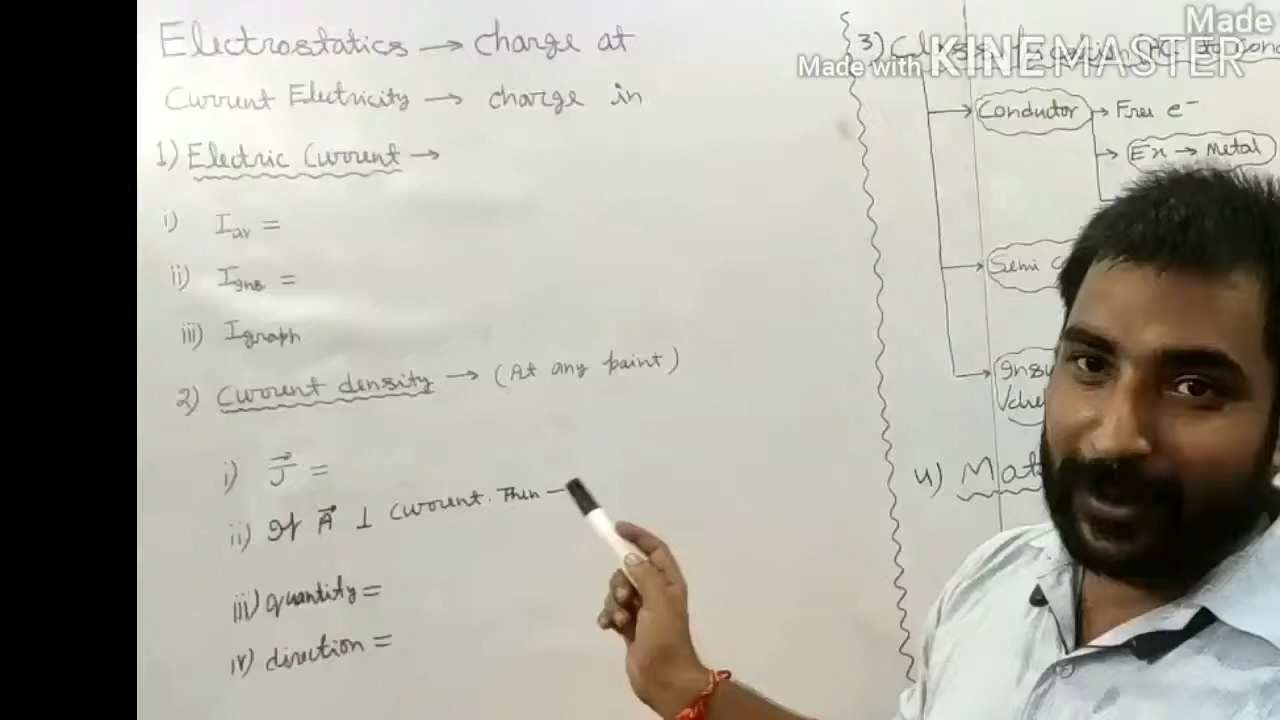 Electrostatics → charge at
Current Electricity → charge in
1) Electric Current →
i) Iav =
ii) Iins =
iii) Igraph
2) Current density → (At any point)
i) J⃗ =
ii) If A⃗ ⊥ current. Then →
iii) quantity =
iv) direction =
3)
Conductor → Free e⁻
→ Ex → Metal
Semi
4) Mat
Made with KINEMASTER
Made